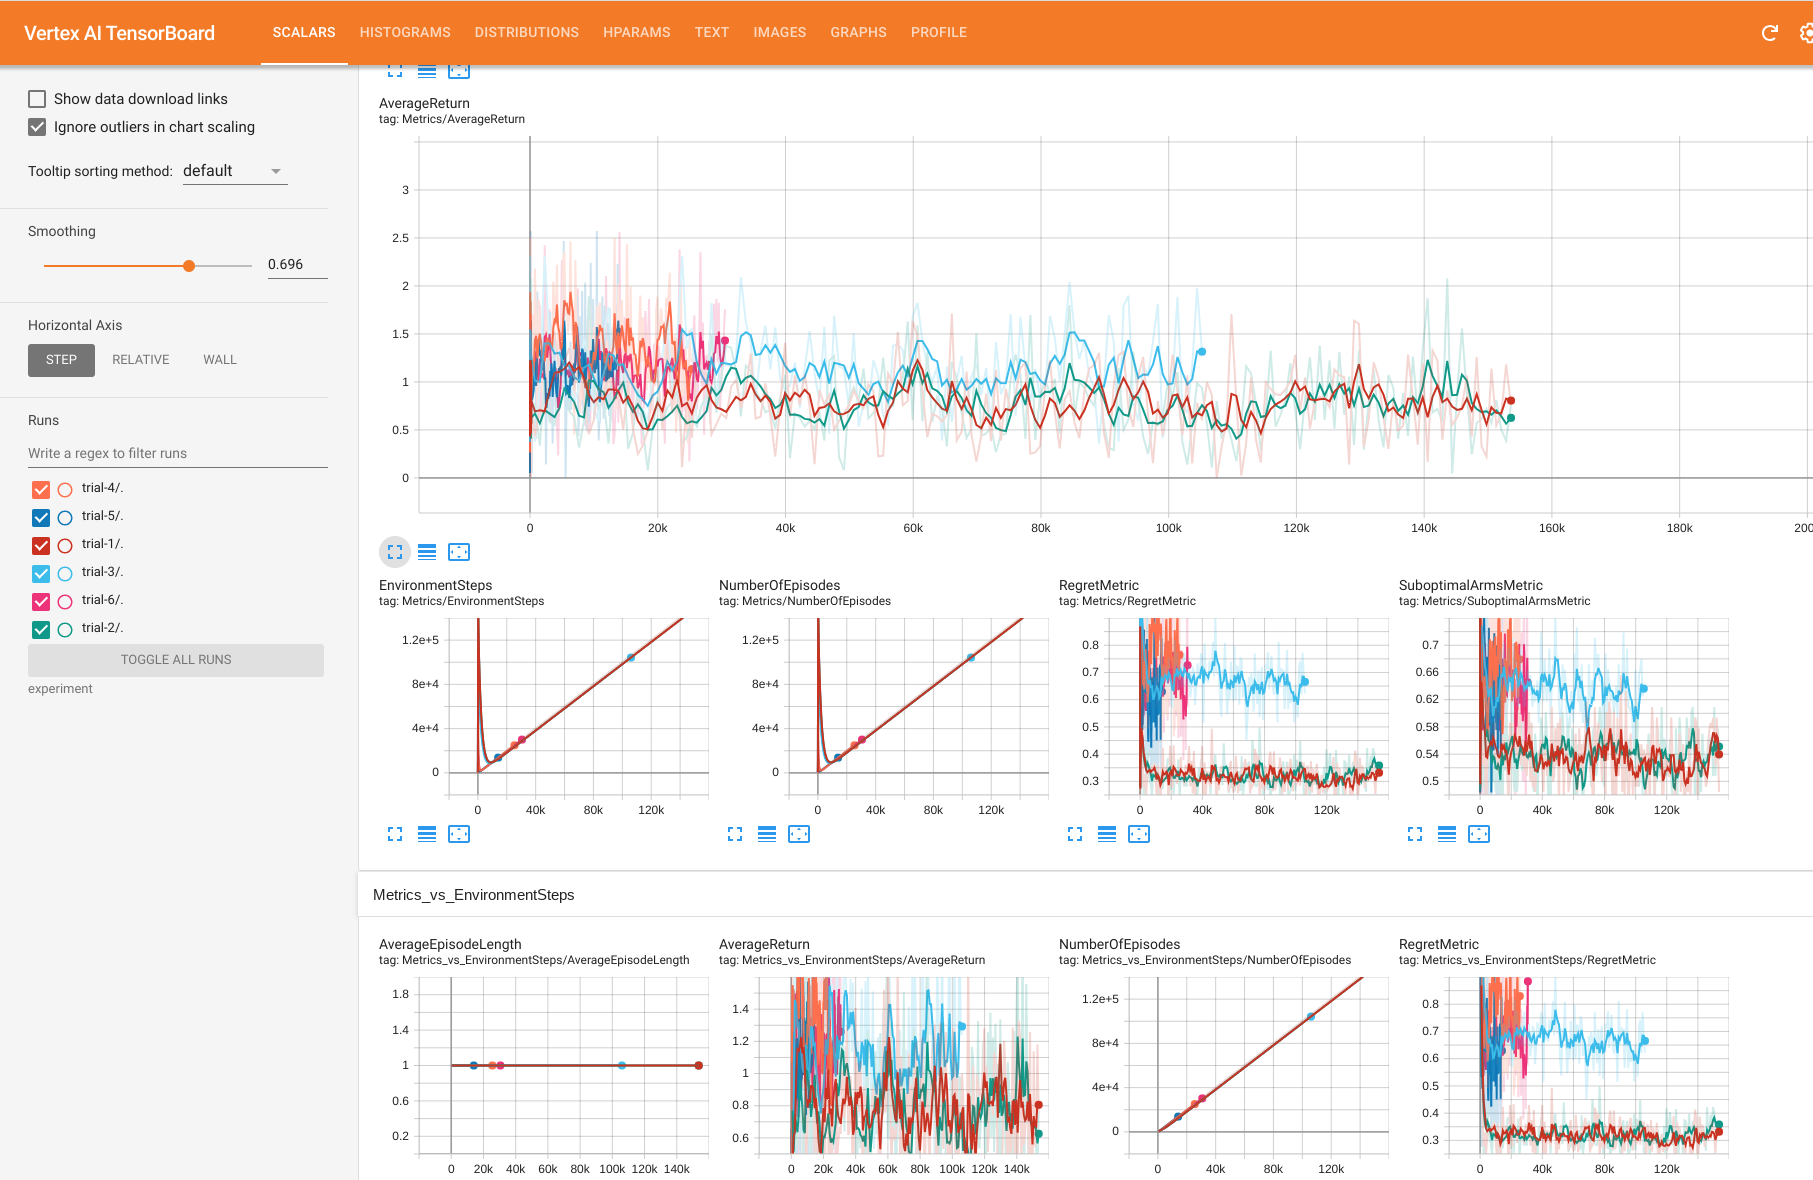 Vertex AI TensorBoard
SCALARS HISTOGRAMS DISTRIBUTIONS HPARAMS TEXT IMAGES GRAPHS PROFILE
Show data download links
Ignore outliers in chart scaling
Tooltip sorting method: default
Smoothing
0.696
Horizontal Axis
STEP RELATIVE WALL
Runs
Write a regex to filter runs
trial-4/.
trial-5/.
trial-1/.
trial-3/.
trial-6/.
trial-2/.
TOGGLE ALL RUNS
experiment
AverageReturn
tag: Metrics/AverageReturn
3
2.5
2
1.5
1
0.5
0
0 20k 40k 60k 80k 100k 120k 140k 160k 180k 200
EnvironmentSteps
tag: Metrics/EnvironmentSteps
1.2e+5
8e+4
4e+4
0
0 40k 80k 120k
NumberOfEpisodes
tag: Metrics/NumberOfEpisodes
1.2e+5
8e+4
4e+4
0
0 40k 80k 120k
RegretMetric
tag: Metrics/RegretMetric
0.8
0.7
0.6
0.5
0.4
0.3
0 40k 80k 120k
SuboptimalArmsMetric
tag: Metrics/SuboptimalArmsMetric
0.7
0.66
0.62
0.58
0.54
0.5
0 40k 80k 120k
Metrics_vs_EnvironmentSteps
AverageEpisodeLength
tag: Metrics_vs_EnvironmentSteps/AverageEpisodeLength
1.8
1.4
1
0.6
0.2
0 20k 40k 60k 80k 100k 120k 140k
AverageReturn
tag: Metrics_vs_EnvironmentSteps/AverageReturn
1.4
1.2
1
0.8
0.6
0 20k 40k 60k 80k 100k 120k 140k
NumberOfEpisodes
tag: Metrics_vs_EnvironmentSteps/NumberOfEpisodes
1.2e+5
8e+4
4e+4
0
0 40k 80k 120k
RegretMetric
tag: Metrics_vs_EnvironmentSteps/RegretMetric
0.8
0.7
0.6
0.5
0.4
0.3
0 40k 80k 120k